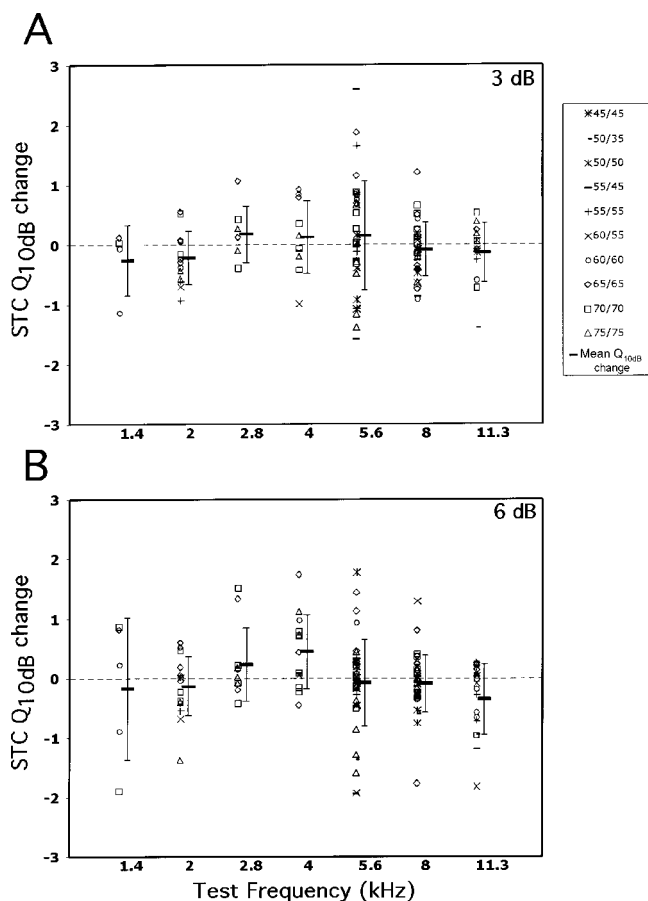 A
3 dB
3
2
1
0
-1
-2
-3
STC Q10dB change
1.4 2 2.8 4 5.6 8 11.3
45/45
50/35
50/50
55/45
55/55
60/55
60/60
65/65
70/70
75/75
Mean Q10dB
change
B
6 dB
3
2
1
0
-1
-2
-3
STC Q10dB change
1.4 2 2.8 4 5.6 8 11.3
Test Frequency (kHz)